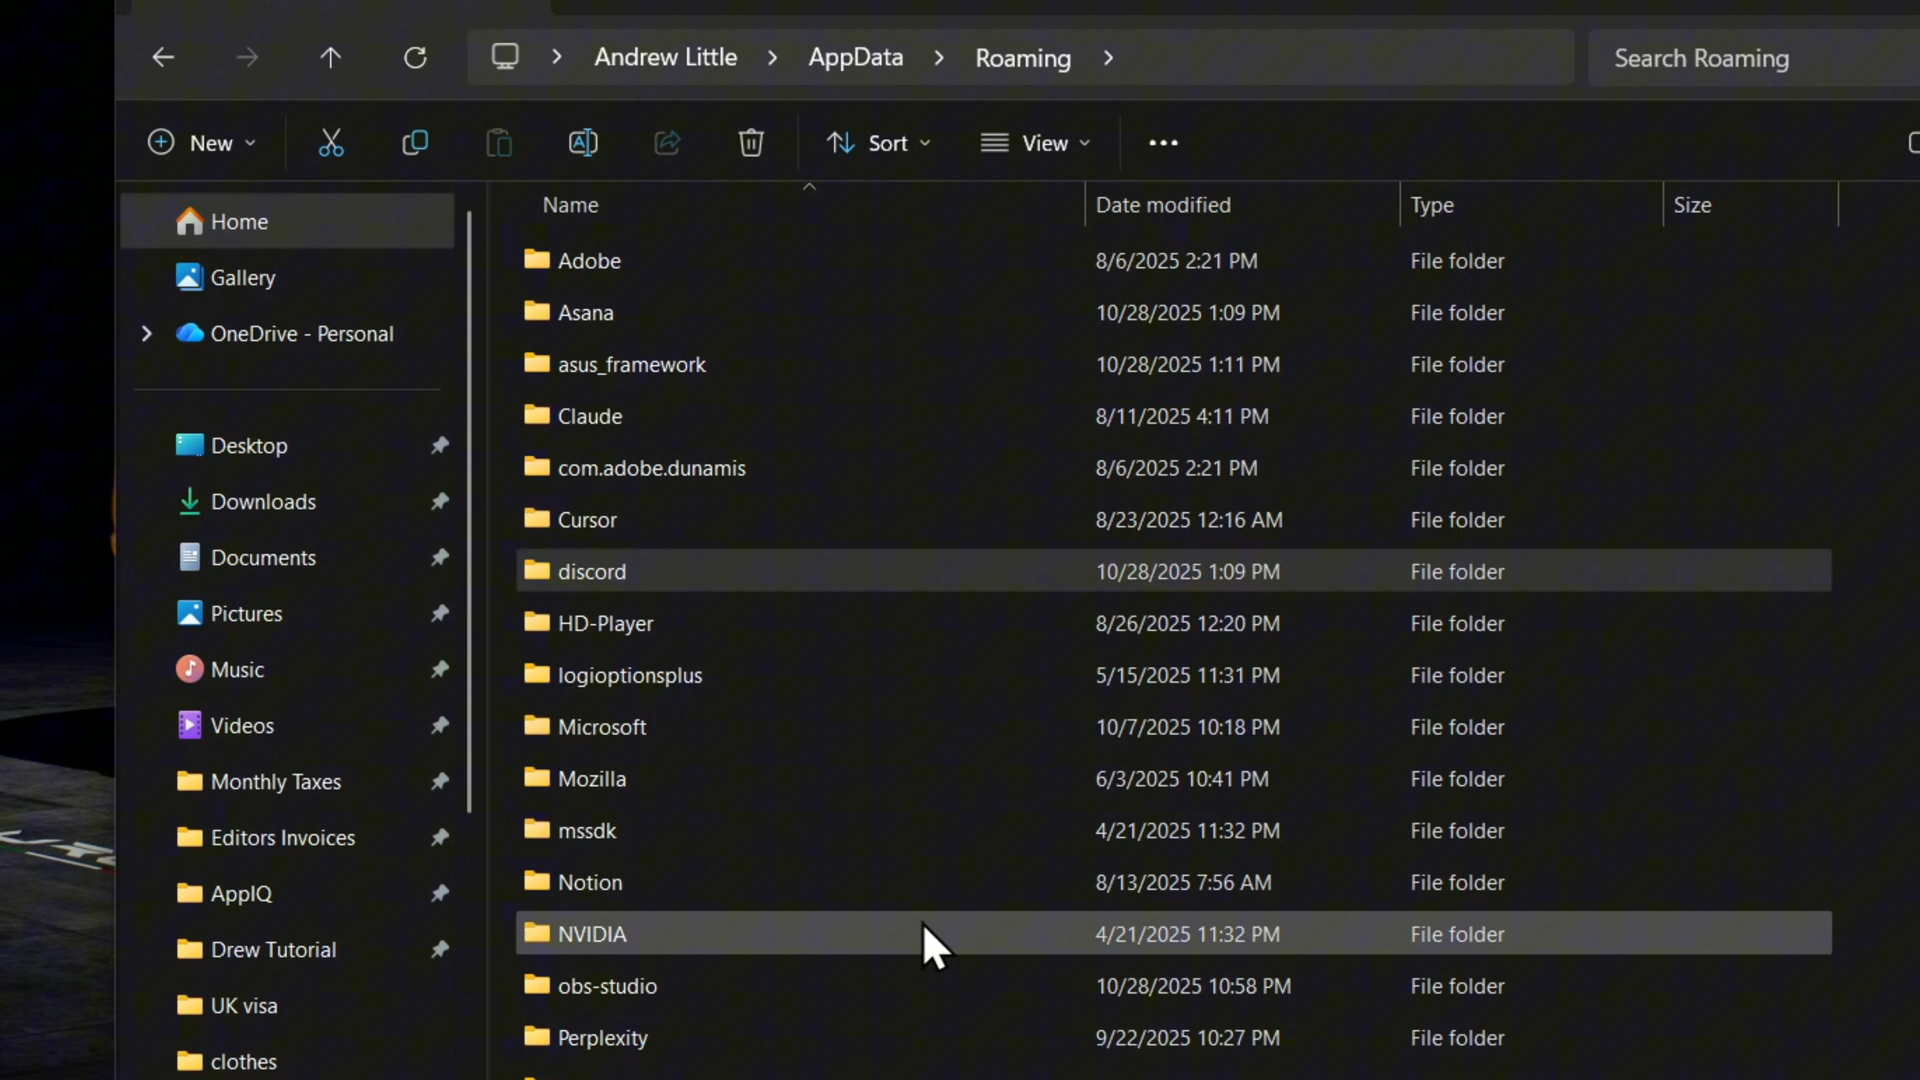 Andrew Little AppData Roaming Search Roaming
New Sort View
Name Date modified Type Size
Home
Gallery
OneDrive - Personal
Desktop
Downloads
Documents
Pictures
Music
Videos
Monthly Taxes
Editors Invoices
AppIQ
Drew Tutorial
UK visa
clothes
Adobe 8/6/2025 2:21 PM File folder
Asana 10/28/2025 1:09 PM File folder
asus_framework 10/28/2025 1:11 PM File folder
Claude 8/11/2025 4:11 PM File folder
com.adobe.dunamis 8/6/2025 2:21 PM File folder
Cursor 8/23/2025 12:16 AM File folder
discord 10/28/2025 1:09 PM File folder
HD-Player 8/26/2025 12:20 PM File folder
logioptionsplus 5/15/2025 11:31 PM File folder
Microsoft 10/7/2025 10:18 PM File folder
Mozilla 6/3/2025 10:41 PM File folder
mssdk 4/21/2025 11:32 PM File folder
Notion 8/13/2025 7:56 AM File folder
NVIDIA 4/21/2025 11:32 PM File folder
obs-studio 10/28/2025 10:58 PM File folder
Perplexity 9/22/2025 10:27 PM File folder